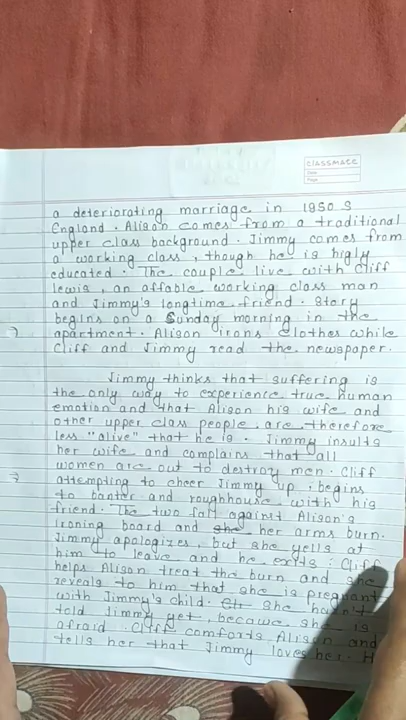 CLASSMATE
Date
Page
a deteriorating marriage in 1950 S
England. Alison comes from a traditional
upper class background. Jimmy comes from
a working class, though he is higly
educated. The couple live with Cliff
lewis, an affable working class man
and Jimmy's longtime friend. Story
begins on a Sunday morning in the
apartment. Alison irons clothes while
Cliff and Jimmy read the newspaper.
Jimmy thinks that suffering is
the only way to experience true human
emotion and that Alison his wife and
other upper class people are therefore
less "alive" that he is. Jimmy insults
her wife and complains that all
women are out to destroy men. Cliff
attempting to cheer Jimmy up. begins
to banter and roughhouse with his
friend. The two fall against Alison's
Ironing board and she her arms burn.
Jimmy apologizes, but she yells at
him to leave and he exits. Cliff
helps Alison treat the burn and she
reveals to him that she is pregnant
with Jimmy's child. She hasn't
told Jimmy yet, because she is
afraid. Cliff comforts Alison and
tells her that Jimmy loves her. H